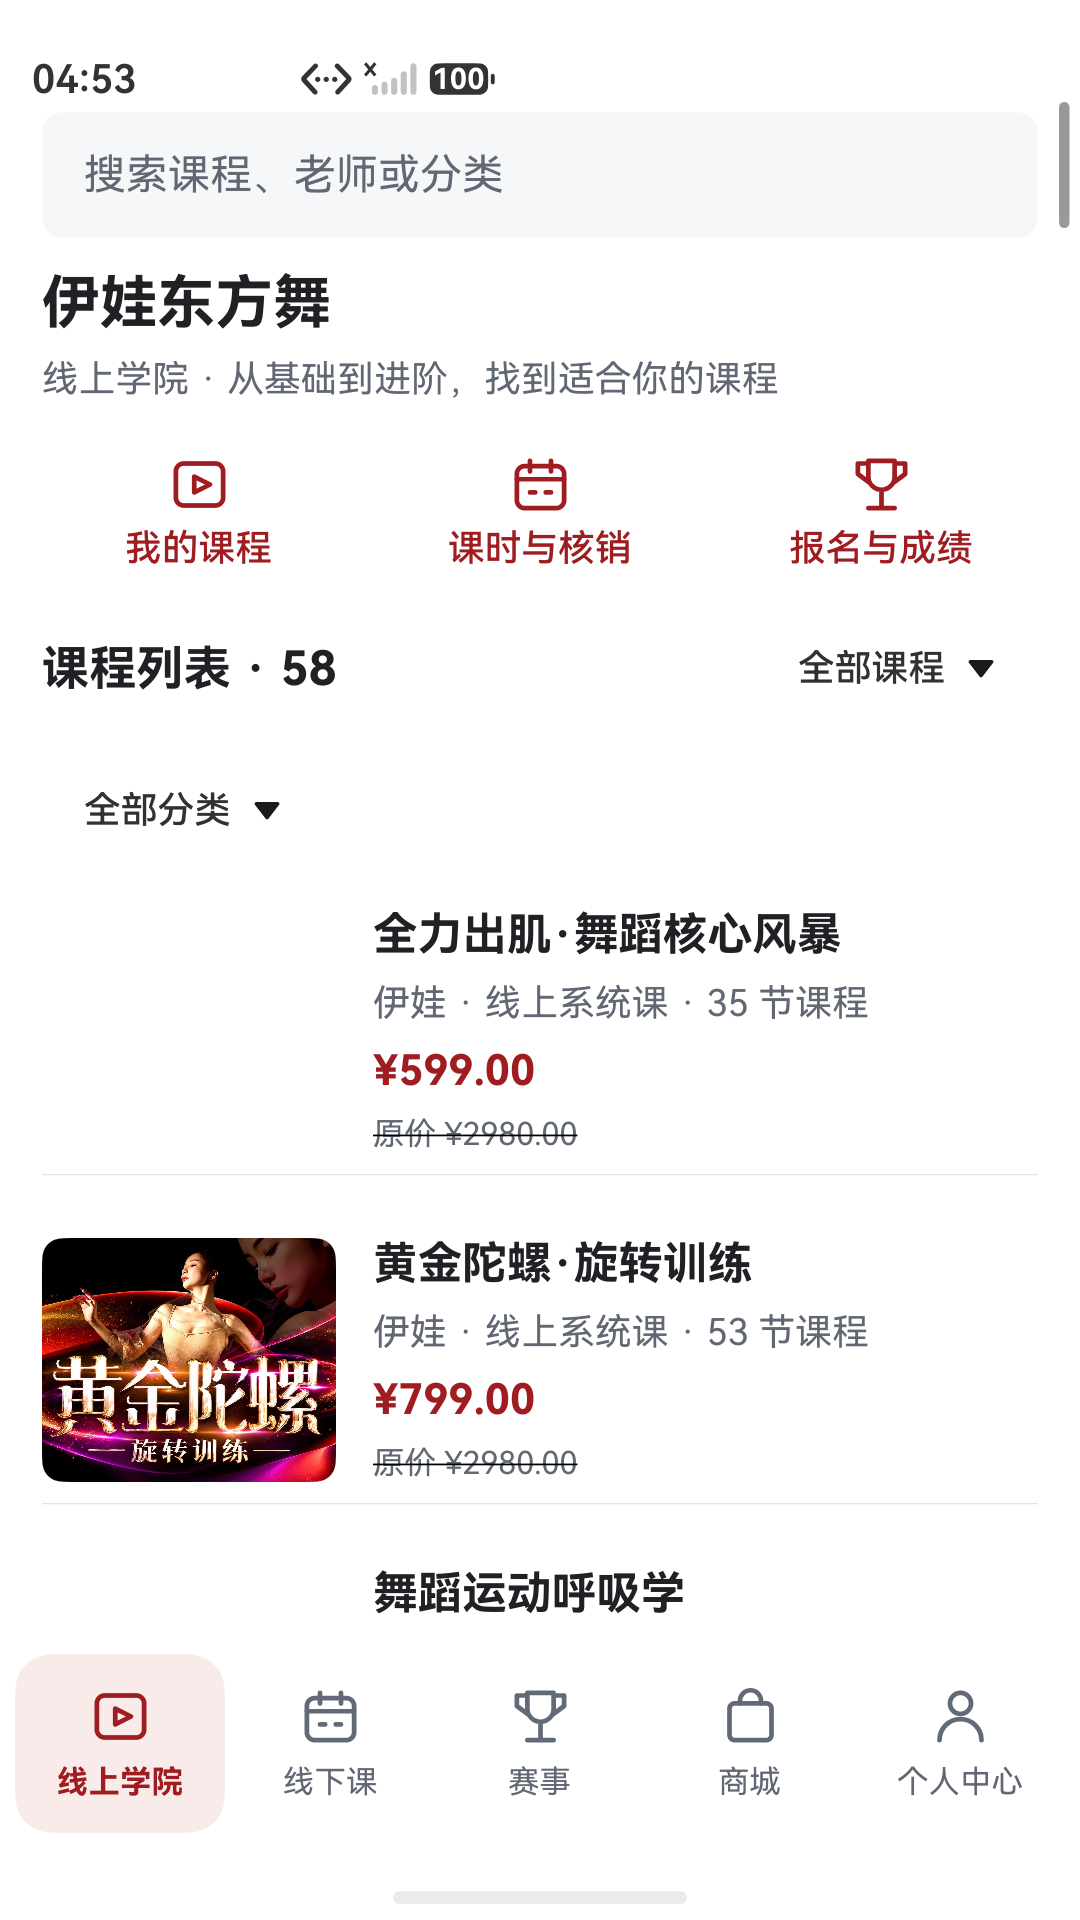 04:53
100
搜索课程、老师或分类
伊娃东方舞
线上学院 · 从基础到进阶，找到适合你的课程
我的课程
课时与核销
报名与成绩
课程列表 · 58
全部课程
全部分类
全力出肌·舞蹈核心风暴
伊娃 · 线上系统课 · 35 节课程
¥599.00
原价 ¥2980.00
黄金陀螺
旋转训练
黄金陀螺·旋转训练
伊娃 · 线上系统课 · 53 节课程
¥799.00
原价 ¥2980.00
舞蹈运动呼吸学
线上学院
线下课
赛事
商城
个人中心